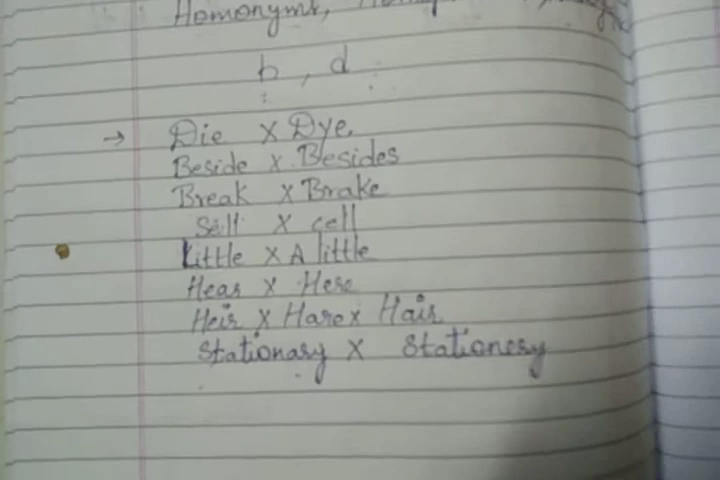 Homonyms,
h, d
→ Die X Dye.
Beside X Besides
Break X Brake
Sell X cell
Little X A little
Hear X Here
Heir X Hare X Hair
Stationary X Stationery